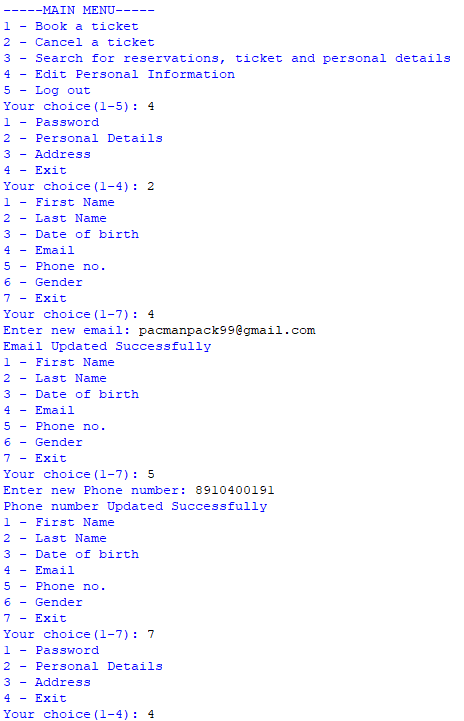 -----MAIN MENU-----
1 - Book a ticket
2 - Cancel a ticket
3 - Search for reservations, ticket and personal details
4 - Edit Personal Information
5 - Log out
Your choice(1-5): 4
1 - Password
2 - Personal Details
3 - Address
4 - Exit
Your choice(1-4): 2
1 - First Name
2 - Last Name
3 - Date of birth
4 - Email
5 - Phone no.
6 - Gender
7 - Exit
Your choice(1-7): 4
Enter new email: pacmanpack99@gmail.com
Email Updated Successfully
1 - First Name
2 - Last Name
3 - Date of birth
4 - Email
5 - Phone no.
6 - Gender
7 - Exit
Your choice(1-7): 5
Enter new Phone number: 8910400191
Phone number Updated Successfully
1 - First Name
2 - Last Name
3 - Date of birth
4 - Email
5 - Phone no.
6 - Gender
7 - Exit
Your choice(1-7): 7
1 - Password
2 - Personal Details
3 - Address
4 - Exit
Your choice(1-4): 4